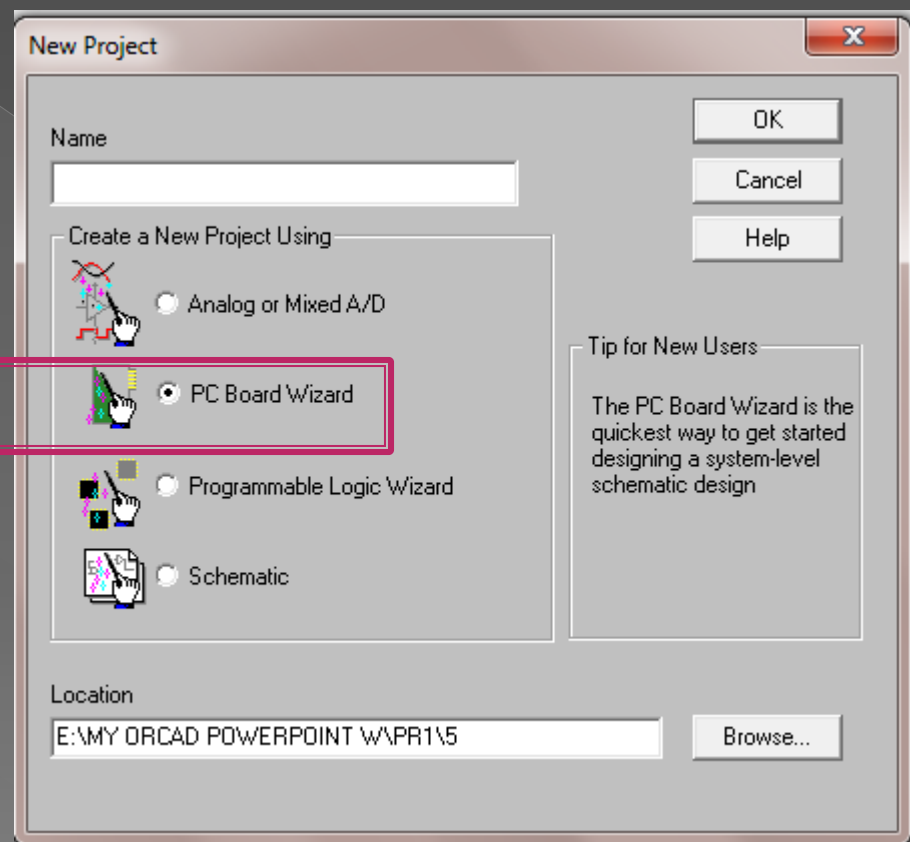 New Project
Name
OK
Cancel
Help
Create a New Project Using
Analog or Mixed A/D
PC Board Wizard
Programmable Logic Wizard
Schematic
Tip for New Users
The PC Board Wizard is the
quickest way to get started
designing a system-level
schematic design
Location
E:\MY ORCAD POWERPOINT W\PR1\5
Browse...